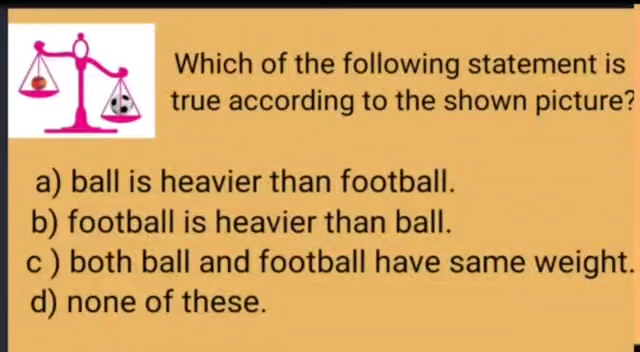 Which of the following statement is
true according to the shown picture?
a) ball is heavier than football.
b) football is heavier than ball.
c ) both ball and football have same weight.
d) none of these.